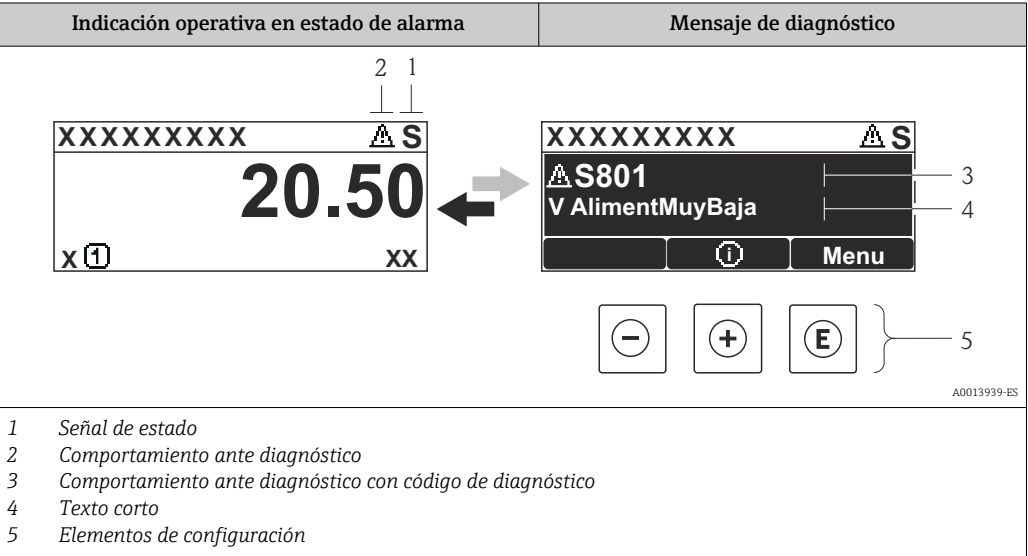 Indicación operativa en estado de alarma Mensaje de diagnóstico
2 1
XXXXXXXXX S
20.50
X 1 XX
XXXXXXXXX S
S801 3
V AlimentMuyBaja 4
i Menu
- + E 5
A0013939-ES
1 Señal de estado
2 Comportamiento ante diagnóstico
3 Comportamiento ante diagnóstico con código de diagnóstico
4 Texto corto
5 Elementos de configuración